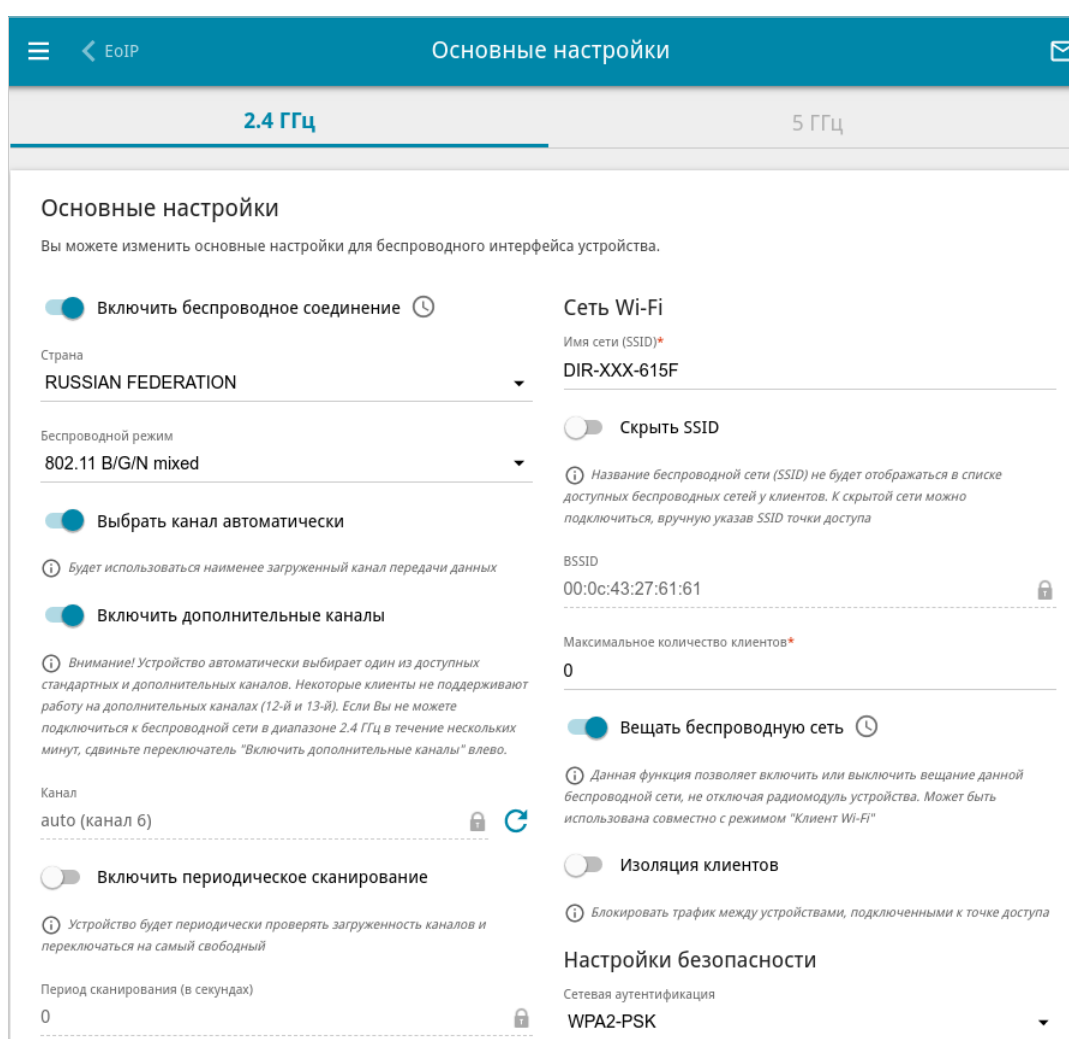 EoIP
Основные настройки
2.4 ГГц
5 ГГц
Основные настройки
Вы можете изменить основные настройки для беспроводного интерфейса устройства.
Включить беспроводное соединение
Страна
RUSSIAN FEDERATION
Беспроводной режим
802.11 B/G/N mixed
Выбрать канал автоматически
Будет использоваться наименее загруженный канал передачи данных
Включить дополнительные каналы
Внимание! Устройство автоматически выбирает один из доступных
стандартных и дополнительных каналов. Некоторые клиенты не поддерживают
работу на дополнительных каналах (12-й и 13-й). Если Вы не можете
подключиться к беспроводной сети в диапазоне 2.4 ГГц в течение нескольких
минут, сдвиньте переключатель "Включить дополнительные каналы" влево.
Канал
auto (канал 6)
Включить периодическое сканирование
Устройство будет периодически проверять загруженность каналов и
переключаться на самый свободный
Период сканирования (в секундах)
0
Сеть Wi-Fi
Имя сети (SSID)*
DIR-XXX-615F
Скрыть SSID
Название беспроводной сети (SSID) не будет отображаться в списке
доступных беспроводных сетей у клиентов. К скрытой сети можно
подключиться, вручную указав SSID точки доступа
BSSID
00:0c:43:27:61:61
Максимальное количество клиентов*
0
Вещать беспроводную сеть
Данная функция позволяет включить или выключить вещание данной
беспроводной сети, не отключая радиомодуль устройства. Может быть
использована совместно с режимом "Клиент Wi-Fi"
Изоляция клиентов
Блокировать трафик между устройствами, подключенными к точке доступа
Настройки безопасности
Сетевая аутентификация
WPA2-PSK